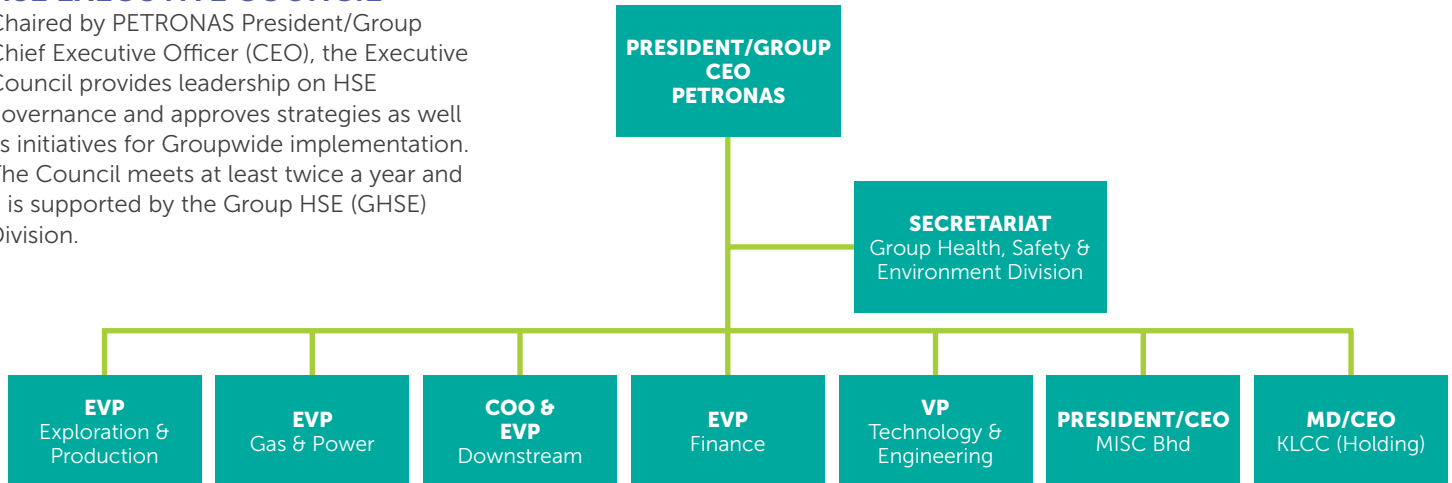 Chaired by PETRONAS President/Group
Chief Executive Officer (CEO), the Executive
Council provides leadership on HSE
governance and approves strategies as well
as initiatives for Groupwide implementation.
The Council meets at least twice a year and
is supported by the Group HSE (GHSE)
Division.
PRESIDENT/GROUP
CEO
PETRONAS
SECRETARIAT
Group Health, Safety &
Environment Division
EVP
Exploration &
Production
EVP
Gas & Power
COO &
EVP
Downstream
EVP
Finance
VP
Technology &
Engineering
PRESIDENT/CEO
MISC Bhd
MD/CEO
KLCC (Holding)